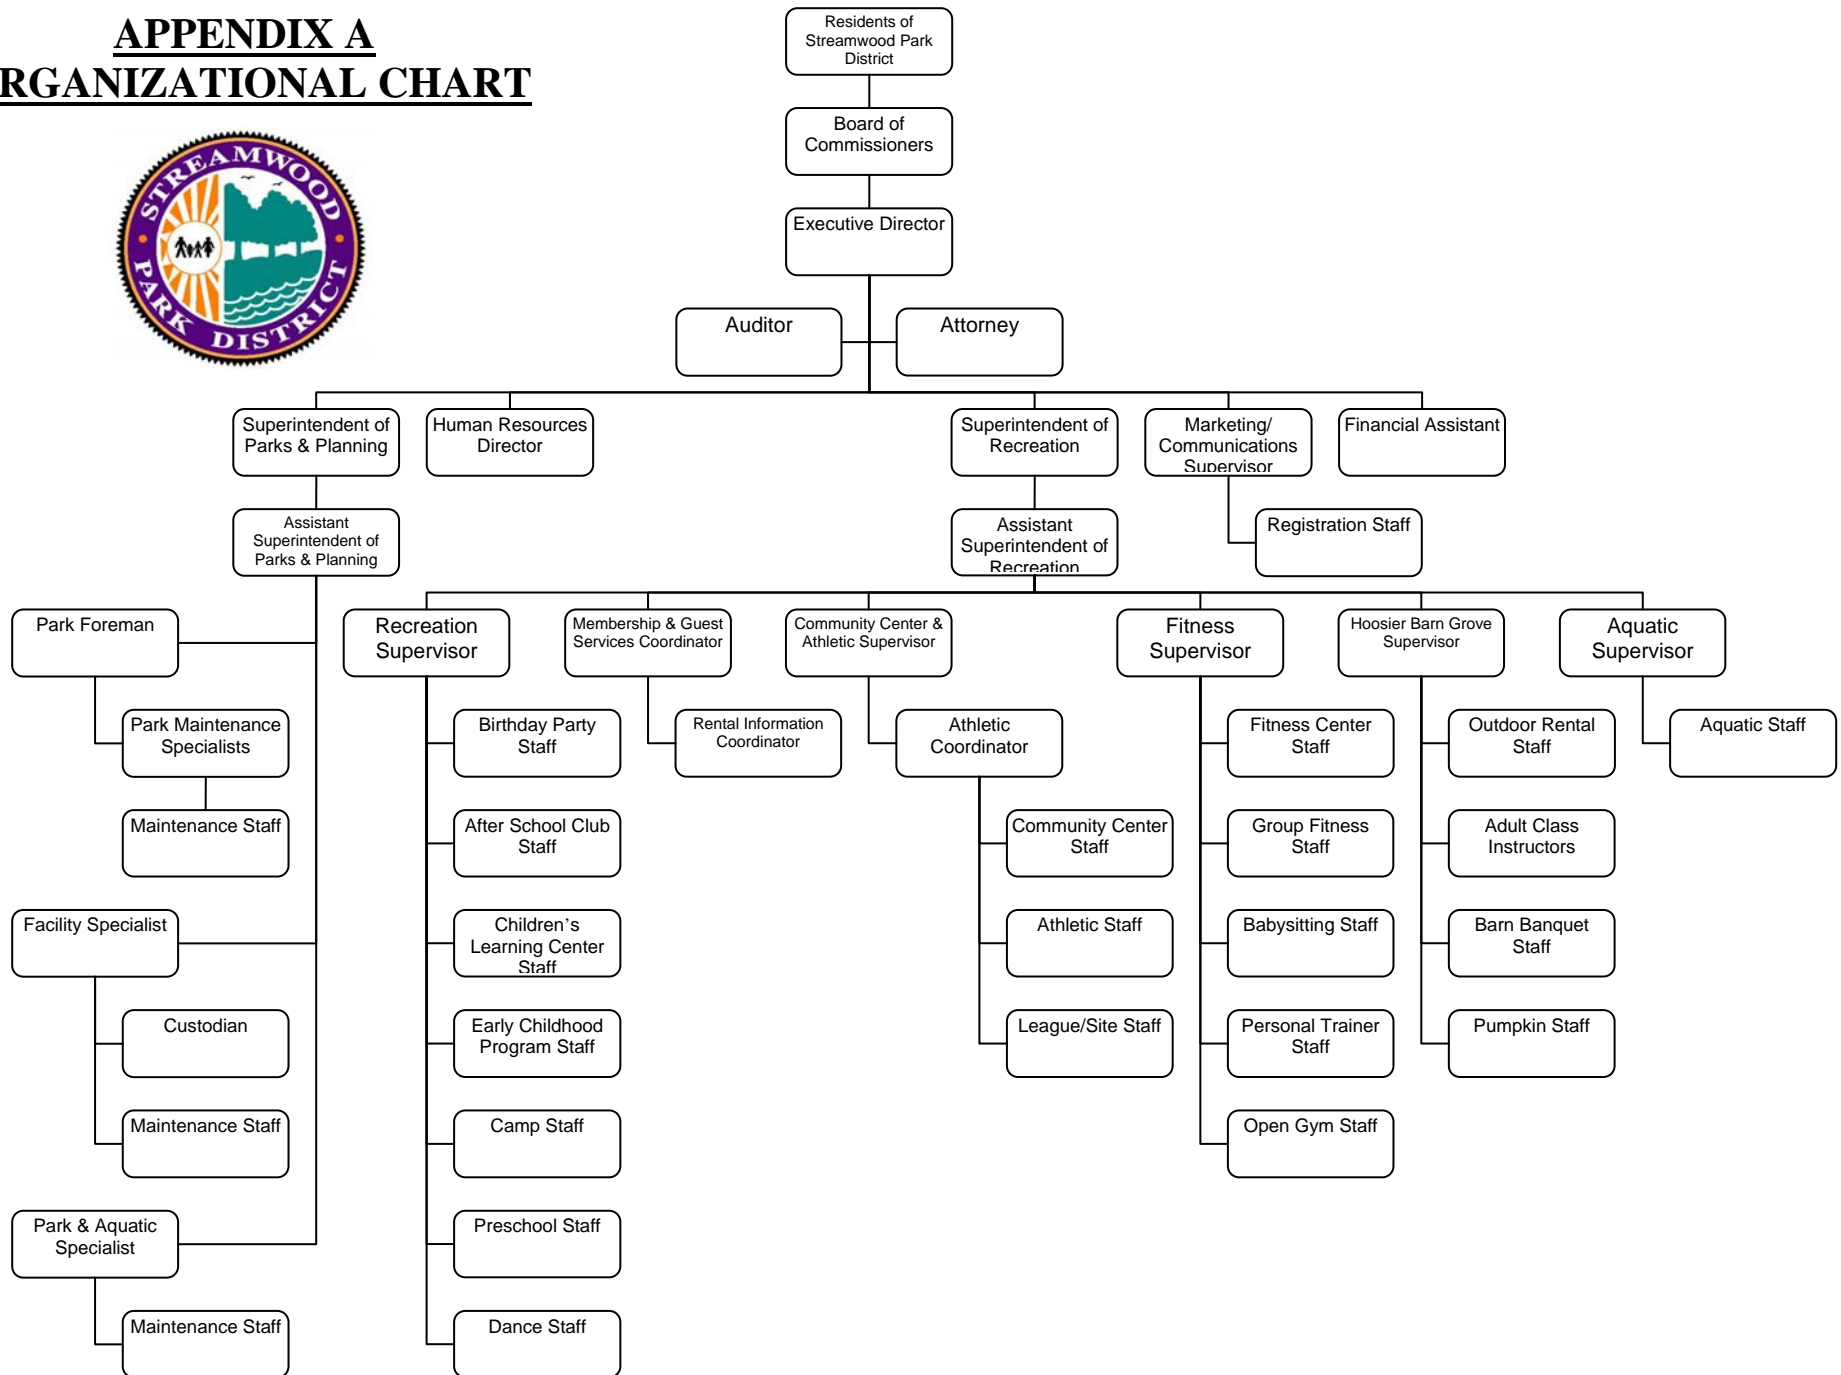 APPENDIX A
RGANIZATIONAL CHART
STREAMWOOD
PARK DISTRICT
Residents of
Streamwood Park
District
Board of
Commissioners
Executive Director
Auditor
Attorney
Superintendent of
Parks & Planning
Human Resources
Director
Superintendent of
Recreation
Marketing/
Communications
Supervisor
Financial Assistant
Assistant
Superintendent of
Parks & Planning
Assistant
Superintendent of
Recreation
Registration Staff
Park Foreman
Park Maintenance
Specialists
Maintenance Staff
Facility Specialist
Custodian
Maintenance Staff
Park & Aquatic
Specialist
Maintenance Staff
Recreation
Supervisor
Birthday Party
Staff
After School Club
Staff
Children’s
Learning Center
Staff
Early Childhood
Program Staff
Camp Staff
Preschool Staff
Dance Staff
Membership & Guest
Services Coordinator
Rental Information
Coordinator
Community Center &
Athletic Supervisor
Athletic
Coordinator
Community Center
Staff
Athletic Staff
League/Site Staff
Fitness
Supervisor
Fitness Center
Staff
Group Fitness
Staff
Babysitting Staff
Personal Trainer
Staff
Open Gym Staff
Hoosier Barn Grove
Supervisor
Outdoor Rental
Staff
Adult Class
Instructors
Barn Banquet
Staff
Pumpkin Staff
Aquatic
Supervisor
Aquatic Staff